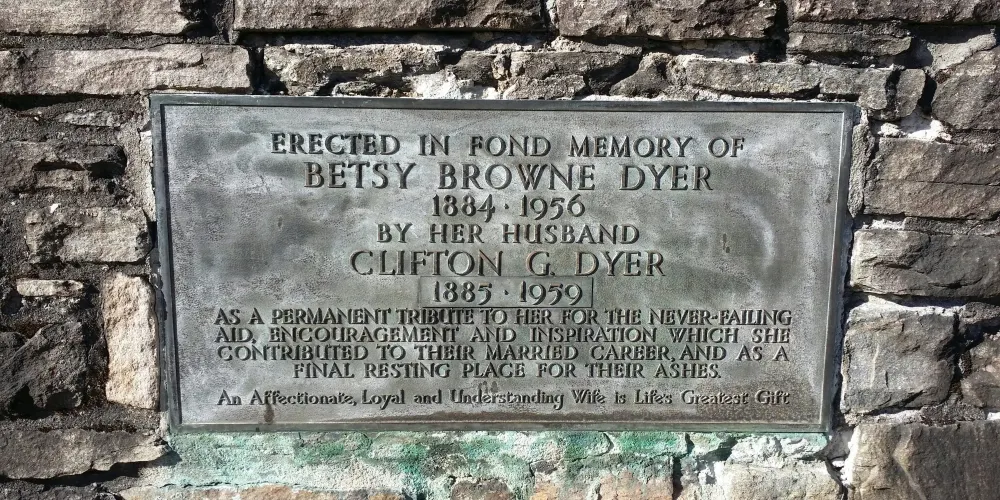 ERECTED IN FOND MEMORY OF
BETSY BROWNE DYER
1884 · 1956
BY HER HUSBAND
CLIFTON G. DYER
1885 · 1959
AS A PERMANENT TRIBUTE TO HER FOR THE NEVER-FAILING
AID, ENCOURAGEMENT AND INSPIRATION WHICH SHE
CONTRIBUTED TO THEIR MARRIED CAREER, AND AS A
FINAL RESTING PLACE FOR THEIR ASHES.
An Affectionate, Loyal and Understanding Wife is Life's Greatest Gift